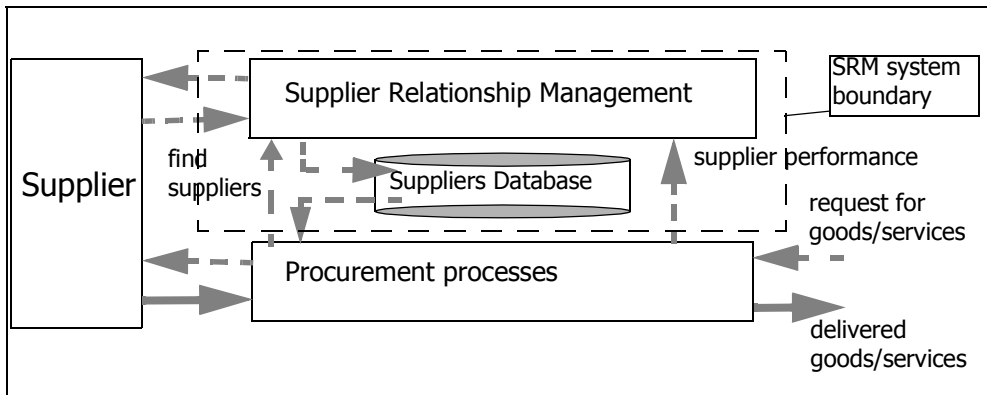 SRM system
boundary
Supplier Relationship Management
find
suppliers
supplier performance
Supplier
Suppliers Database
request for
goods/services
Procurement processes
delivered
goods/services